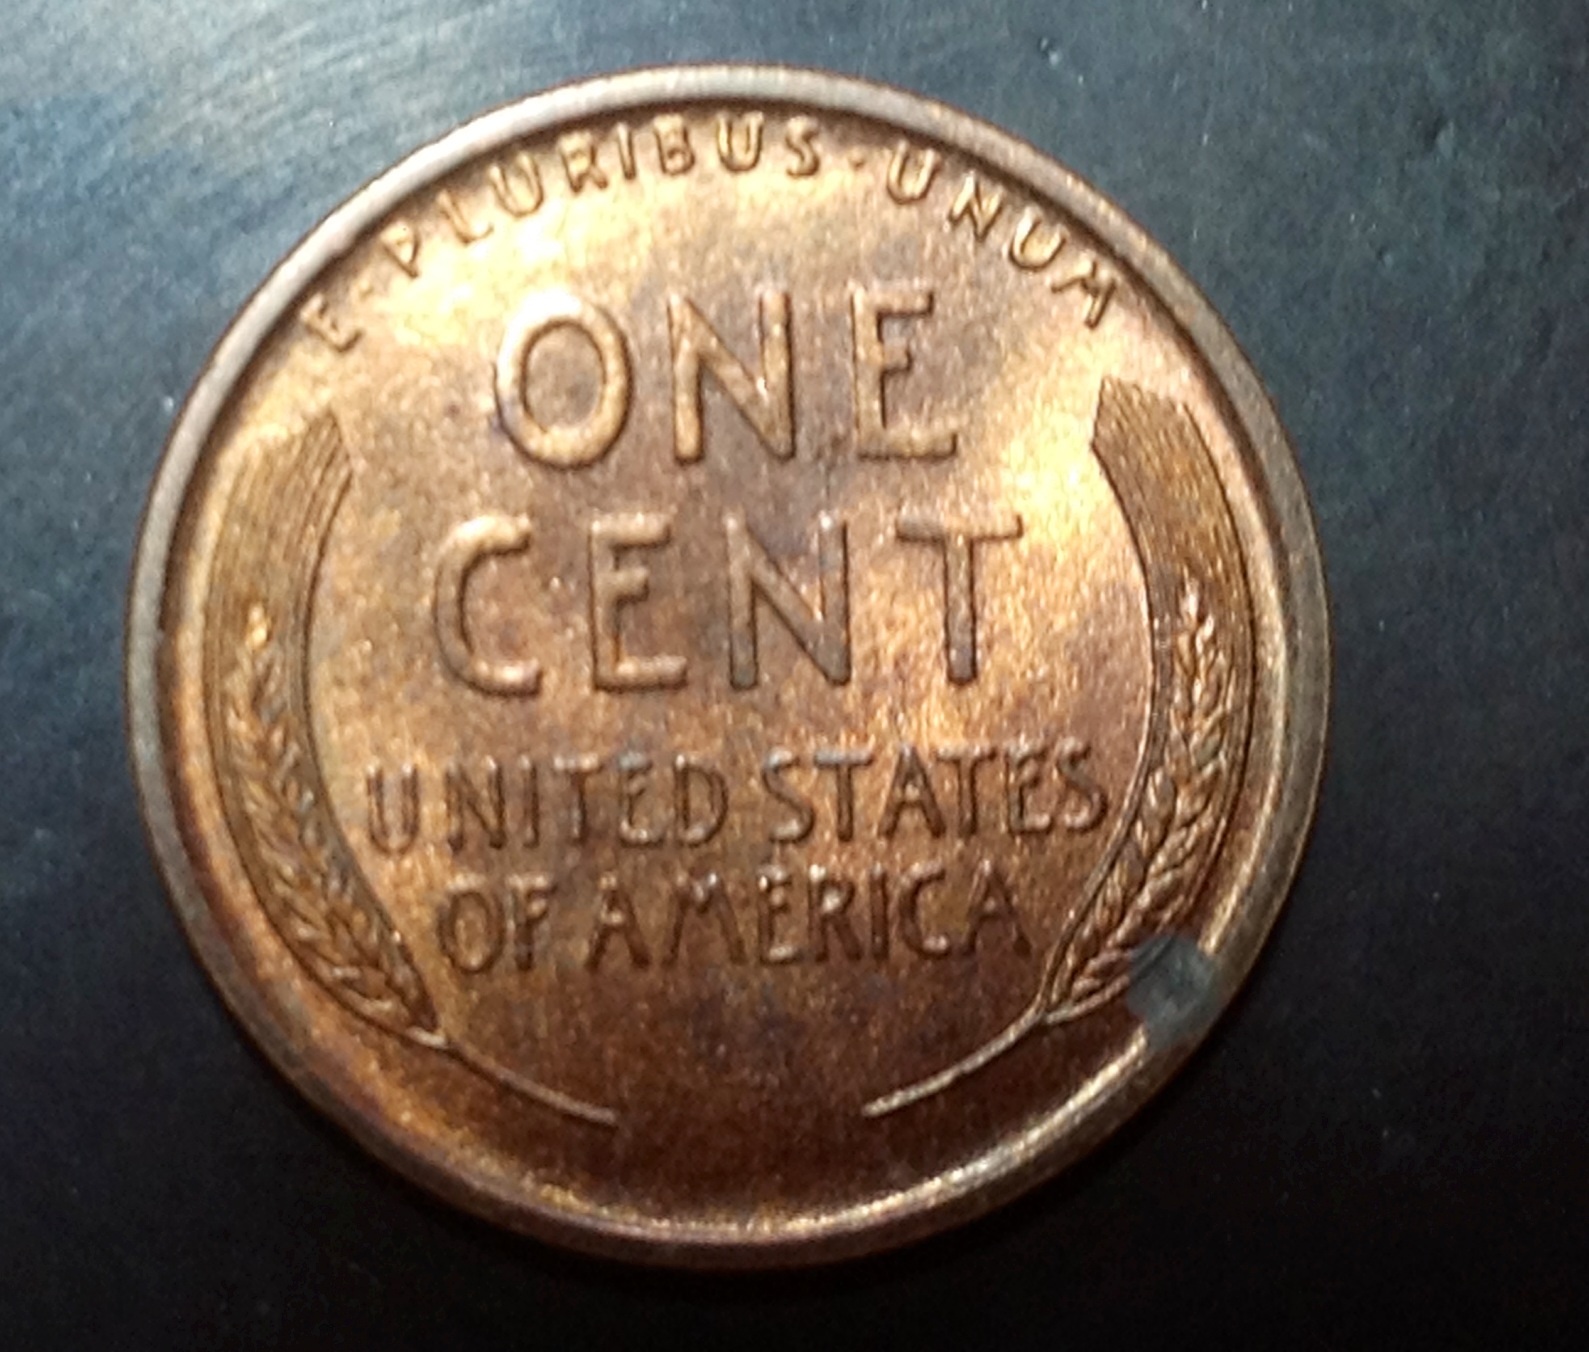 E·PLURIBUS·UNUM
ONE
CENT
UNITED STATES
OF AMERICA